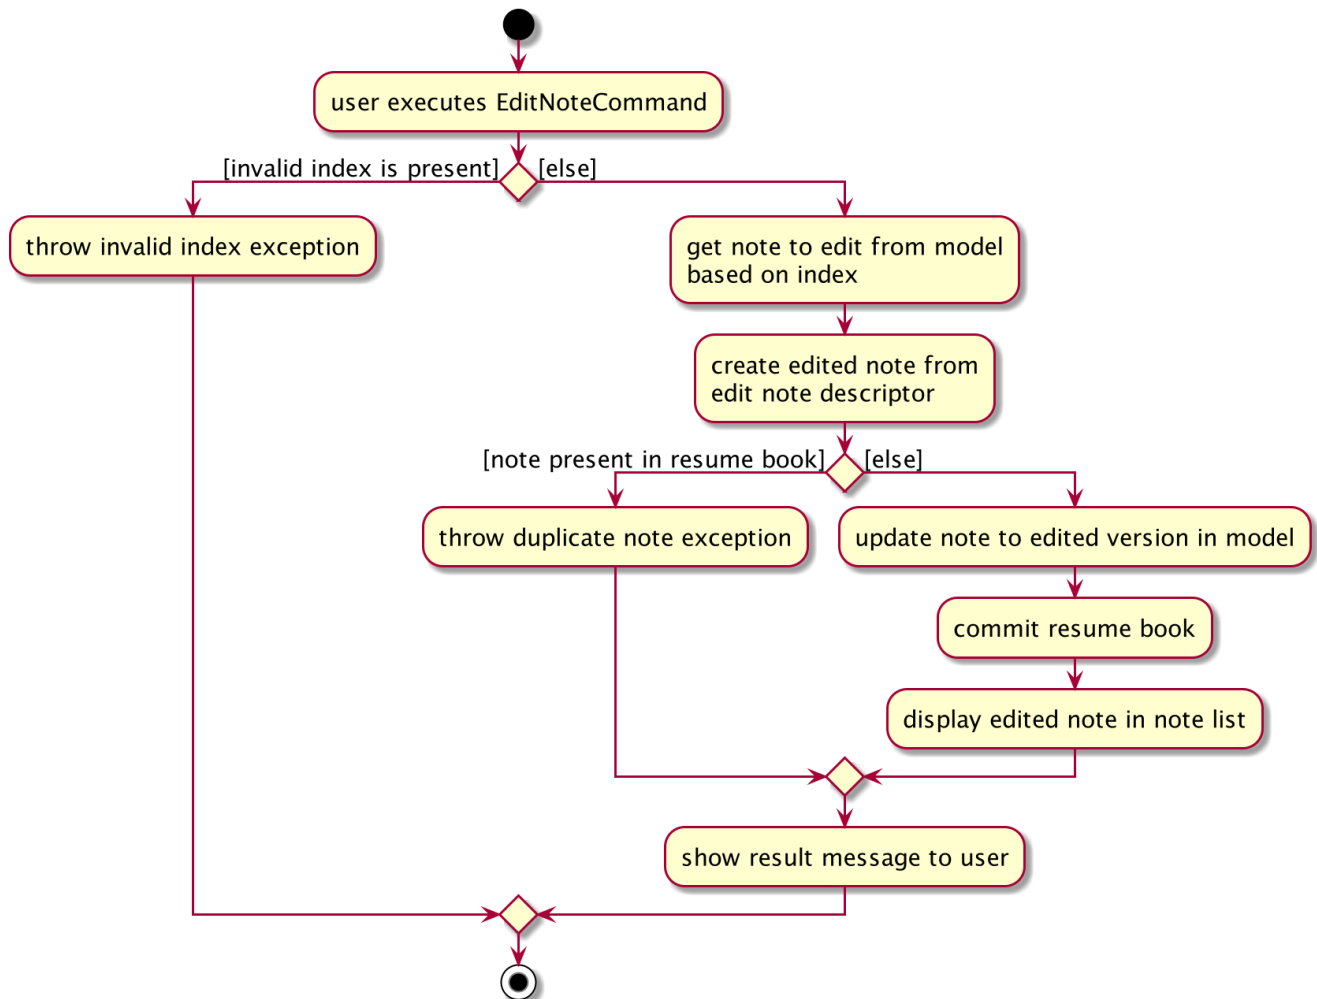 user executes EditNoteCommand
[invalid index is present]
[else]
throw invalid index exception
get note to edit from model
based on index
create edited note from
edit note descriptor
[note present in resume book]
[else]
throw duplicate note exception
update note to edited version in model
commit resume book
display edited note in note list
show result message to user